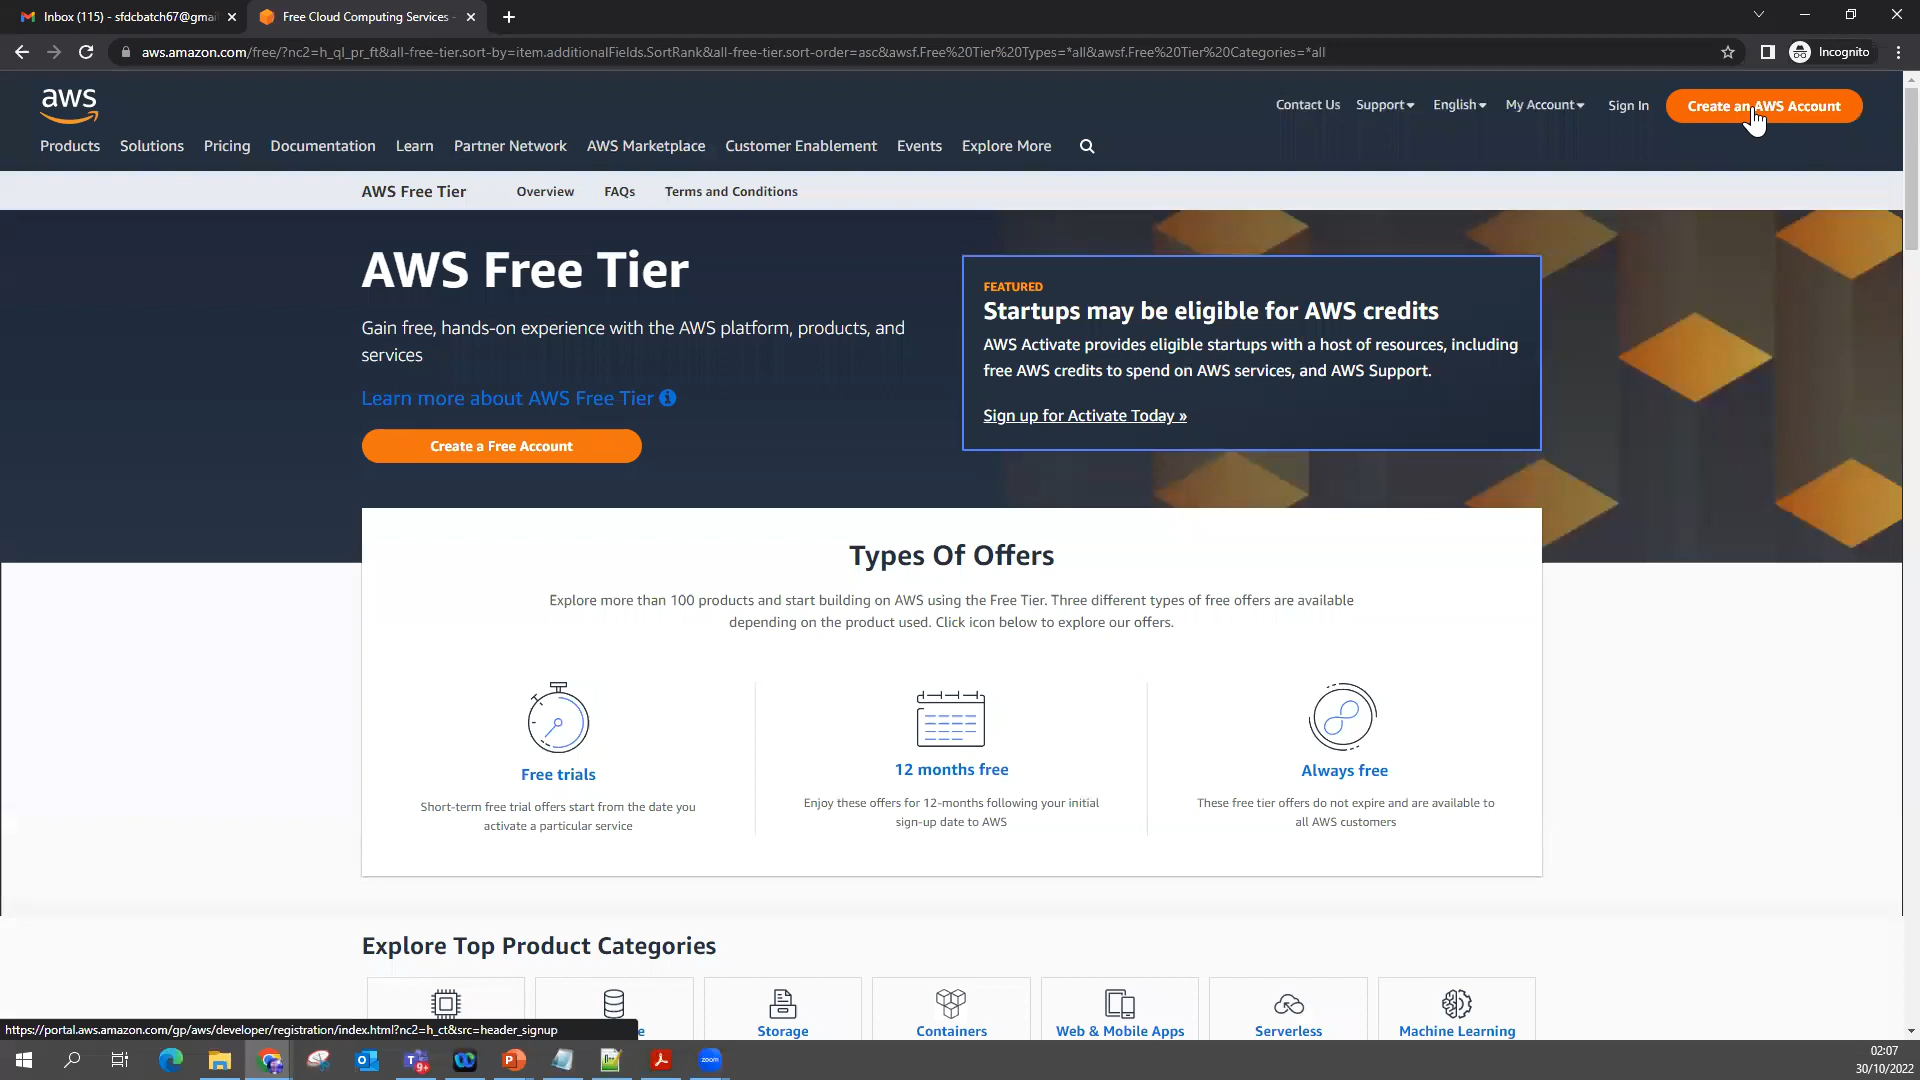 Inbox (115) - sfdcbatch67@gmai
Free Cloud Computing Services -
aws.amazon.com/free/?nc2=h_ql_pr_ft&all-free-tier.sort-by=item.additionalFields.SortRank&all-free-tier.sort-order=asc&awsf.Free%20Tier%20Types=*all&awsf.Free%20Tier%20Categories=*all
Incognito
aws
Contact Us Support English My Account Sign In Create an AWS Account
Products Solutions Pricing Documentation Learn Partner Network AWS Marketplace Customer Enablement Events Explore More
AWS Free Tier Overview FAQs Terms and Conditions
AWS Free Tier
Gain free, hands-on experience with the AWS platform, products, and
services
Learn more about AWS Free Tier
Create a Free Account
FEATURED
Startups may be eligible for AWS credits
AWS Activate provides eligible startups with a host of resources, including
free AWS credits to spend on AWS services, and AWS Support.
Sign up for Activate Today »
Types Of Offers
Explore more than 100 products and start building on AWS using the Free Tier. Three different types of free offers are available
depending on the product used. Click icon below to explore our offers.
Free trials
Short-term free trial offers start from the date you
activate a particular service
12 months free
Enjoy these offers for 12-months following your initial
sign-up date to AWS
Always free
These free tier offers do not expire and are available to
all AWS customers
Explore Top Product Categories
Storage
Containers
Web & Mobile Apps
Serverless
Machine Learning
https://portal.aws.amazon.com/gp/aws/developer/registration/index.html?nc2=h_ct&src=header_signup
9+
zoom
02:07
30/10/2022